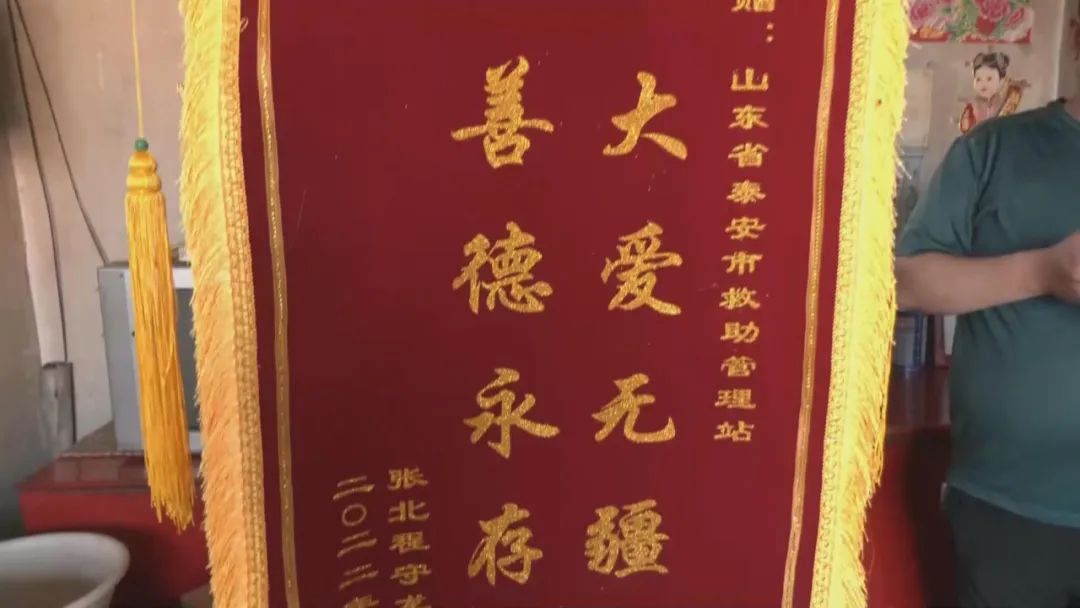 赠：山东省泰安市救助管理站
大爱无疆
善德永存
张北程守
二〇二二